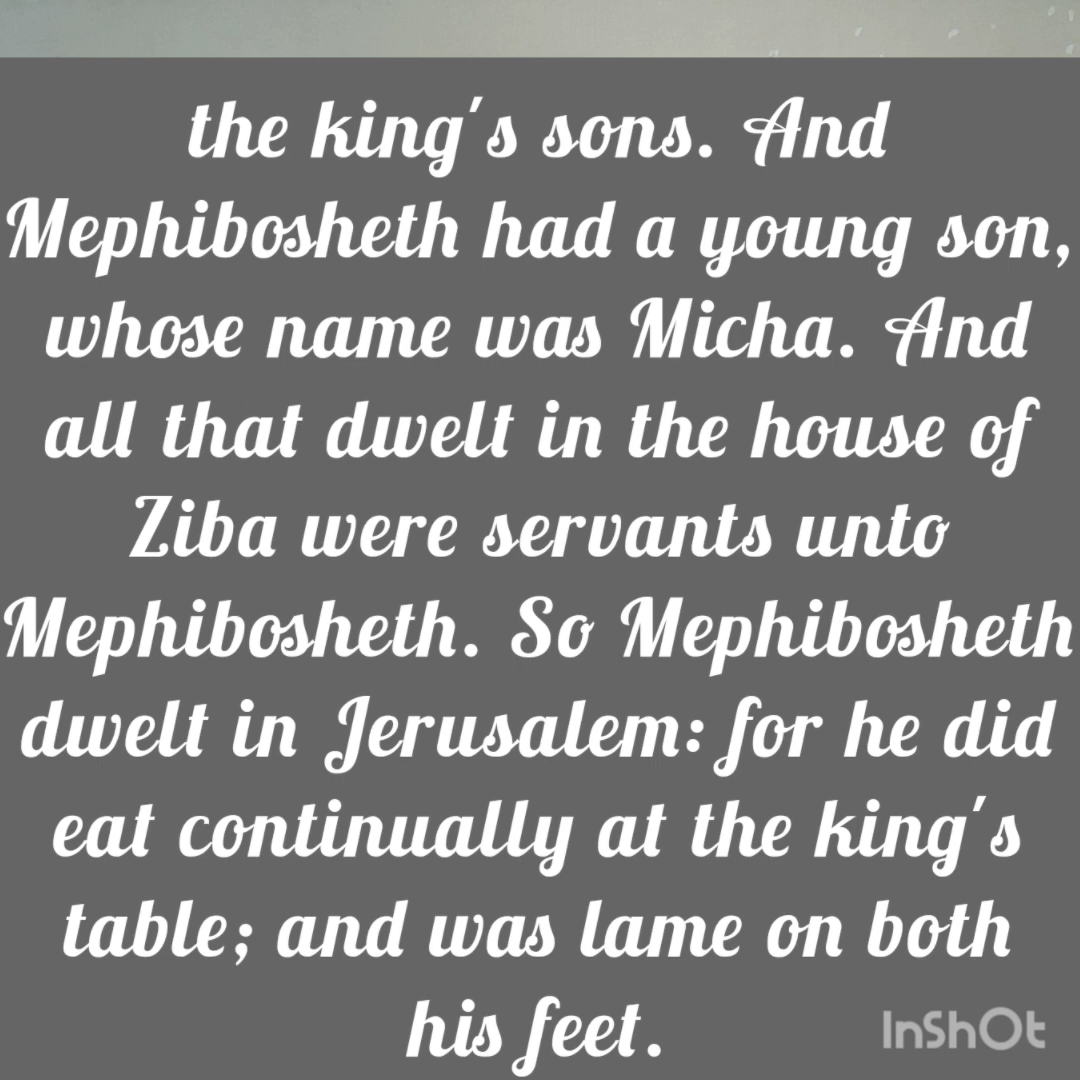 the king's sons. And
Mephibosheth had a young son,
whose name was Micha. And
all that dwelt in the house of
Ziba were servants unto
Mephibosheth. So Mephibosheth
dwelt in Jerusalem: for he did
eat continually at the king's
table; and was lame on both
his feet.
InShOt